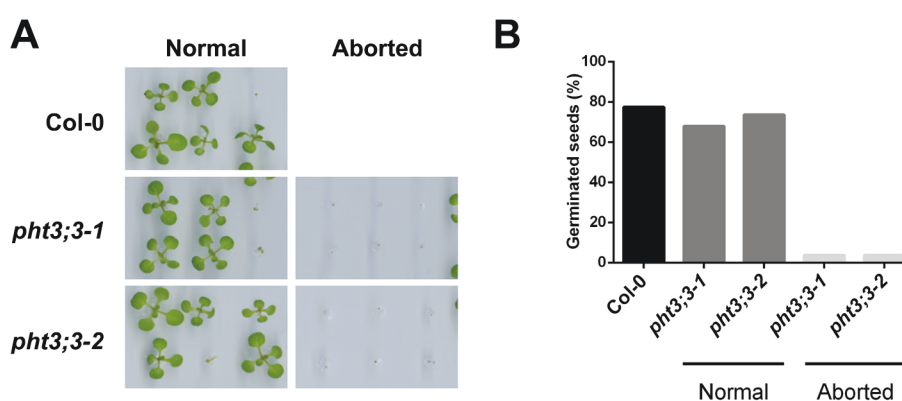 A
Normal
Aborted
Col-0
pht3;3-1
pht3;3-2
B
Germinated seeds (%)
100
80
60
40
20
0
Col-0
pht3;3-1
pht3;3-2
pht3;3-1
pht3;3-2
Normal
Aborted